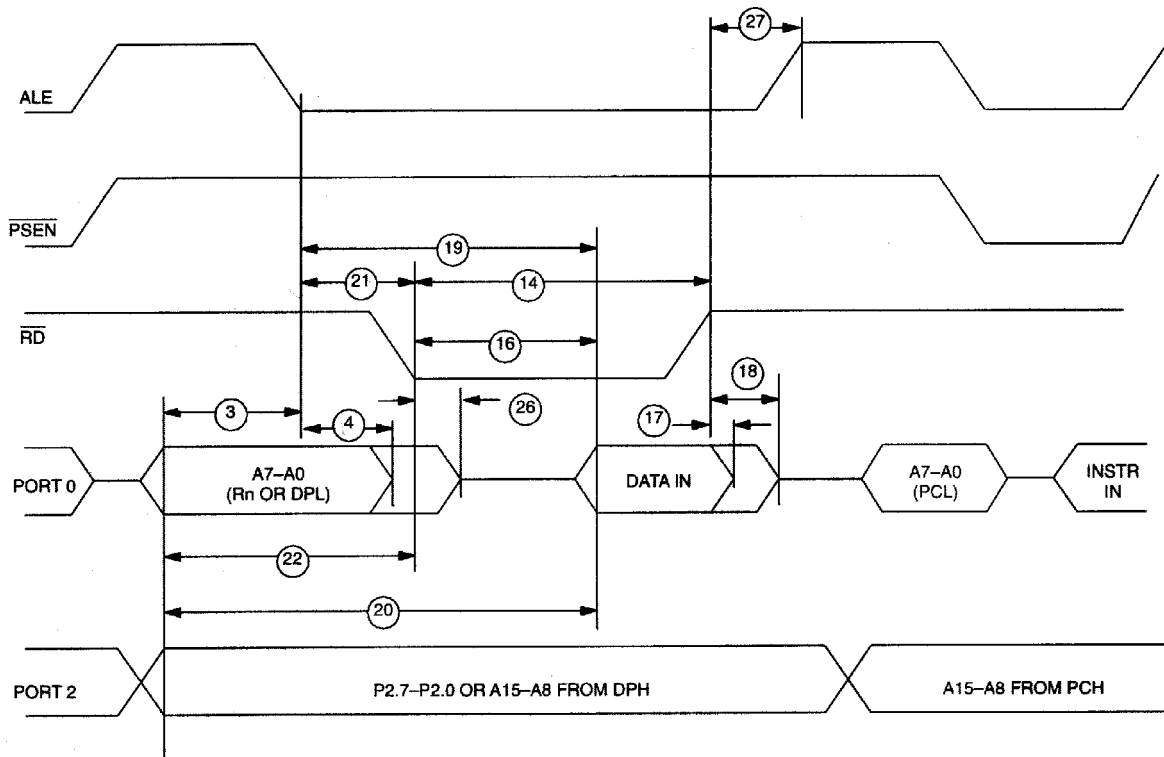 27
ALE
PSEN
19
21
14
RD
16
18
3
4
26
17
PORT 0
A7–A0
(Rn OR DPL)
DATA IN
A7–A0
(PCL)
INSTR
IN
22
20
PORT 2
P2.7–P2.0 OR A15–A8 FROM DPH
A15–A8 FROM PCH